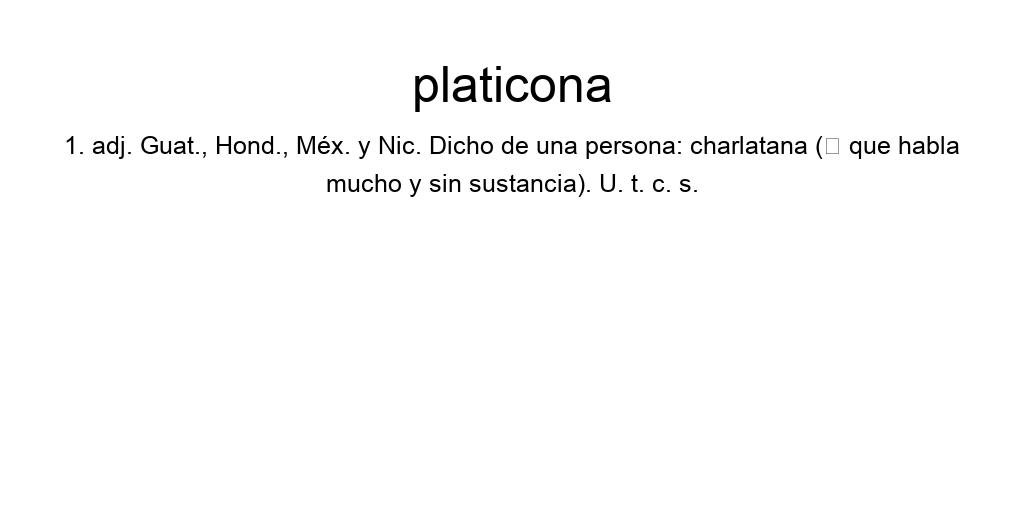 platicona
1. adj. Guat., Hond., Méx. y Nic. Dicho de una persona: charlatana (▯ que habla
mucho y sin sustancia). U. t. c. s.